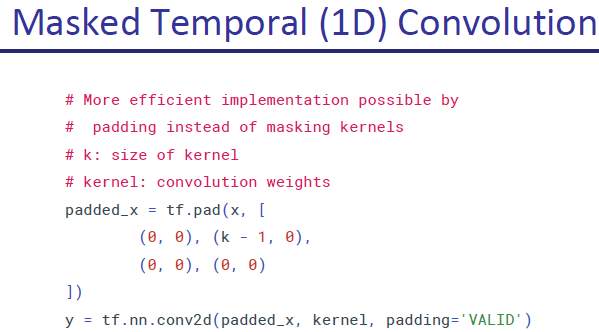 Masked Temporal (1D) Convolution
# More efficient implementation possible by
#  padding instead of masking kernels
# k: size of kernel
# kernel: convolution weights
padded_x = tf.pad(x, [
        (0, 0), (k - 1, 0),
        (0, 0), (0, 0)
])
y = tf.nn.conv2d(padded_x, kernel, padding='VALID')